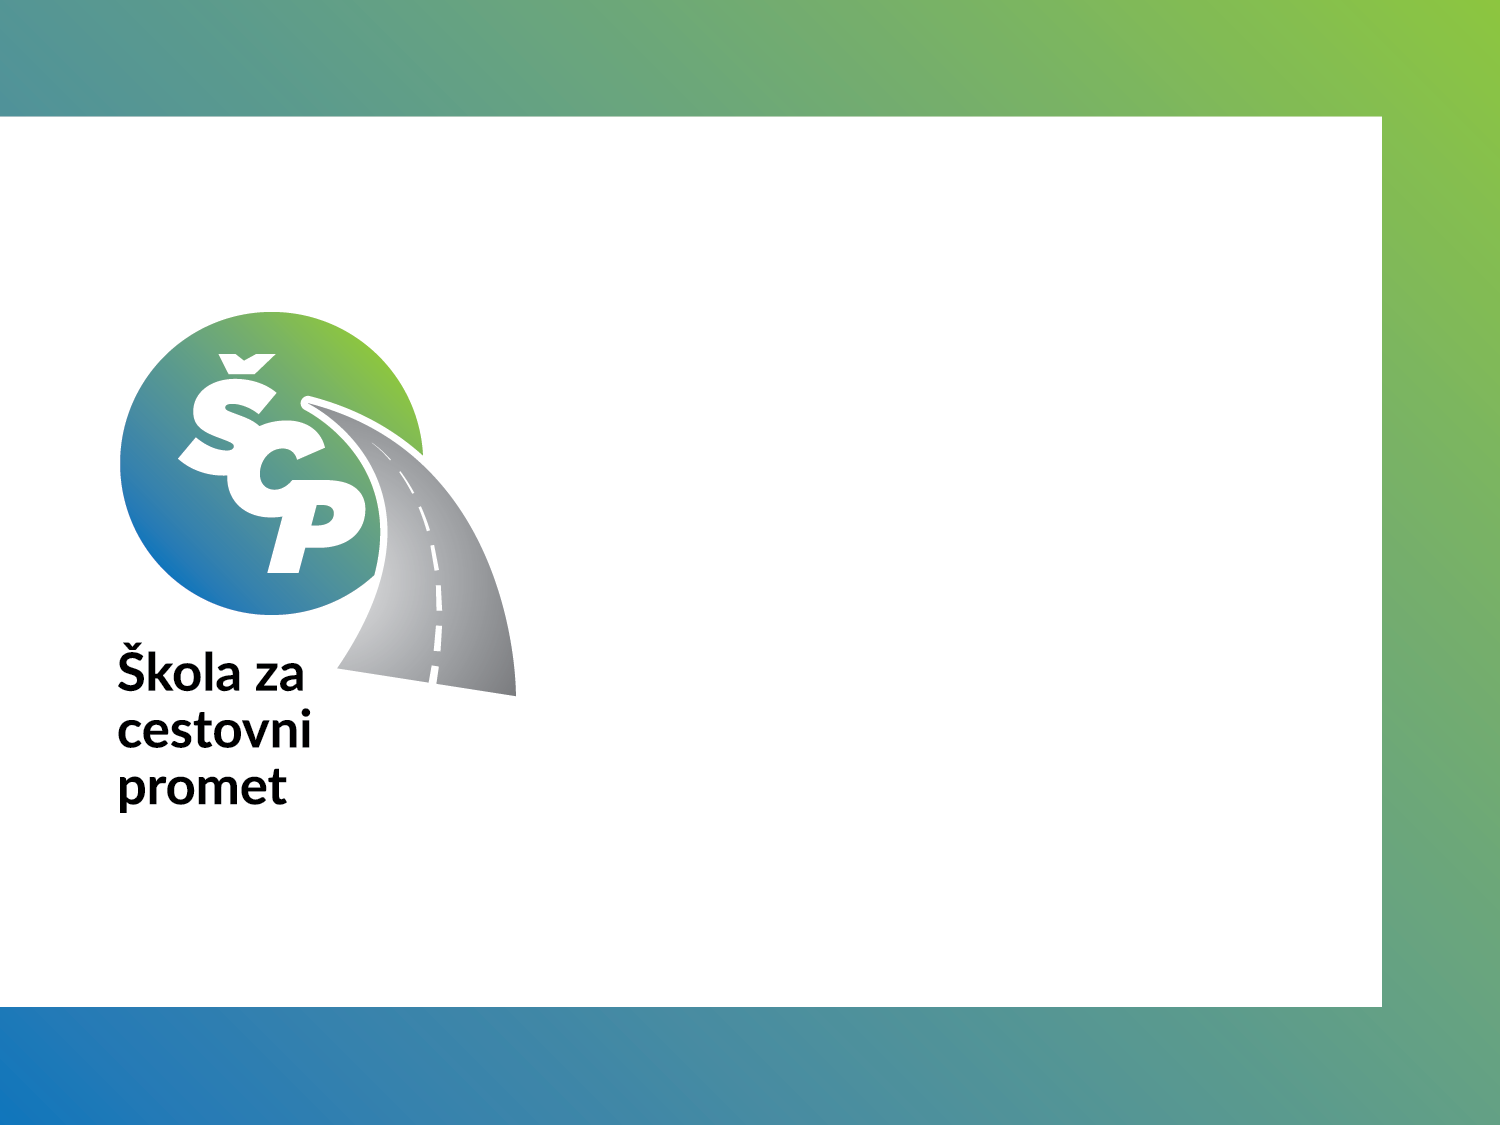 ŠCP
Škola za
cestovni
promet